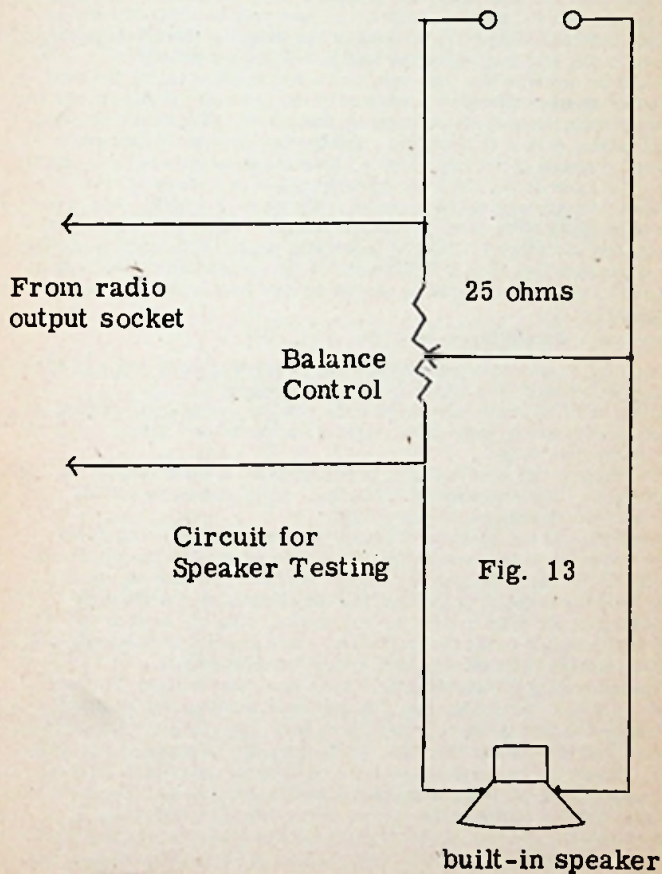 25 ohms
From radio
output socket
Balance
Control
Circuit for
Speaker Testing
Fig. 13
built-in speaker